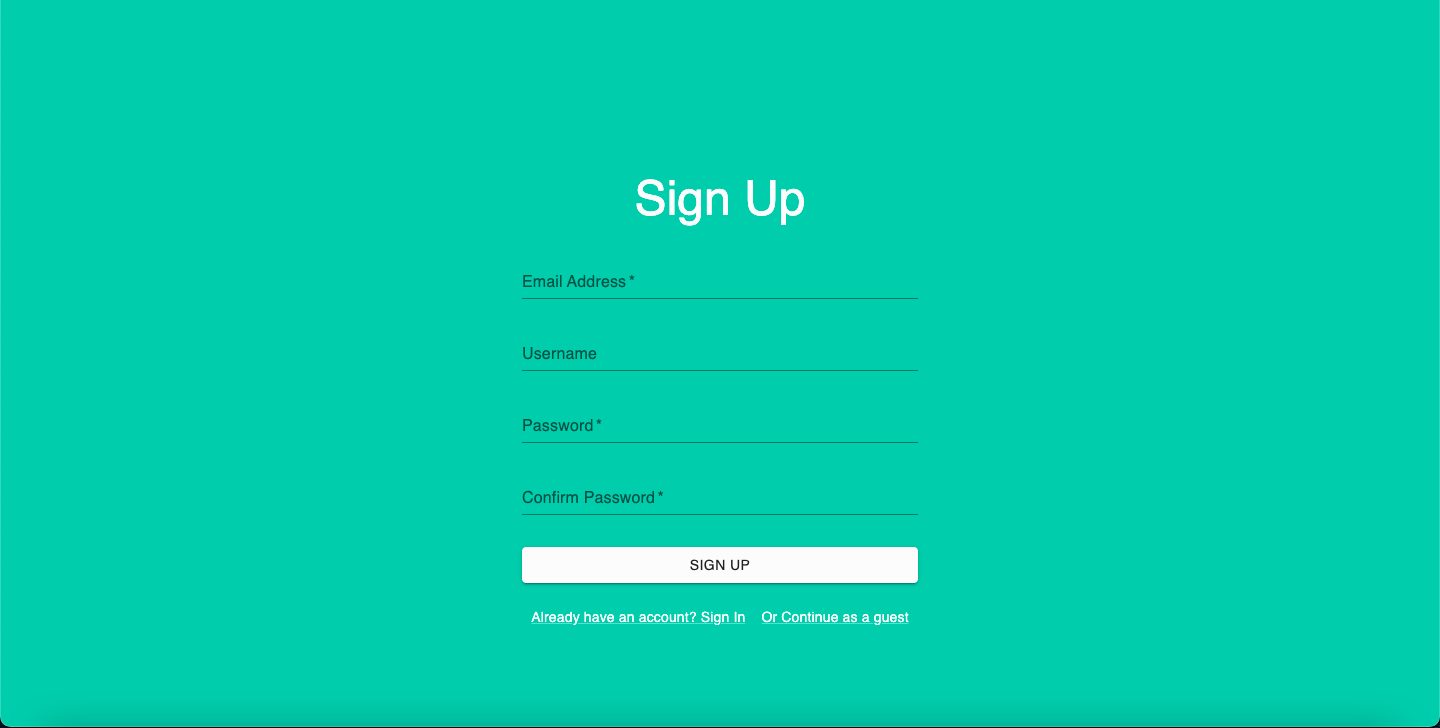 Sign Up
Email Address *
Username
Password *
Confirm Password *
SIGN UP
Already have an account? Sign In Or Continue as a guest